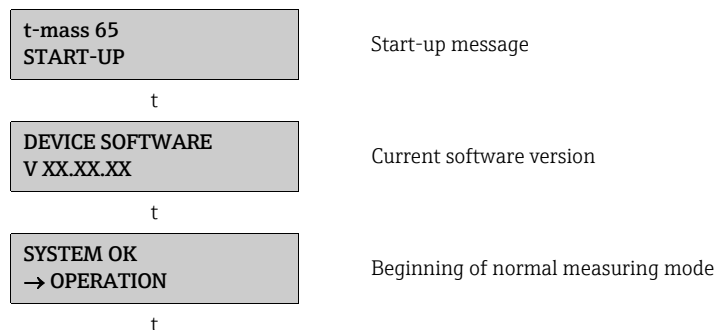 t-mass 65
START-UP
Start-up message
t
DEVICE SOFTWARE
V XX.XX.XX
Current software version
t
SYSTEM OK
→ OPERATION
Beginning of normal measuring mode
t